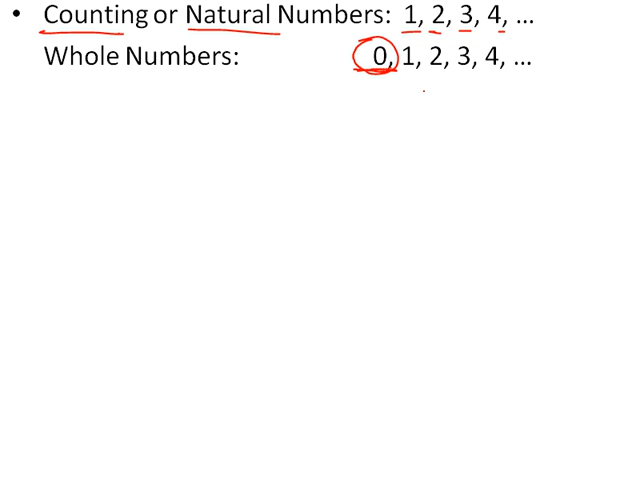 • Counting or Natural Numbers: 1, 2, 3, 4, ...
Whole Numbers: 0, 1, 2, 3, 4, ...